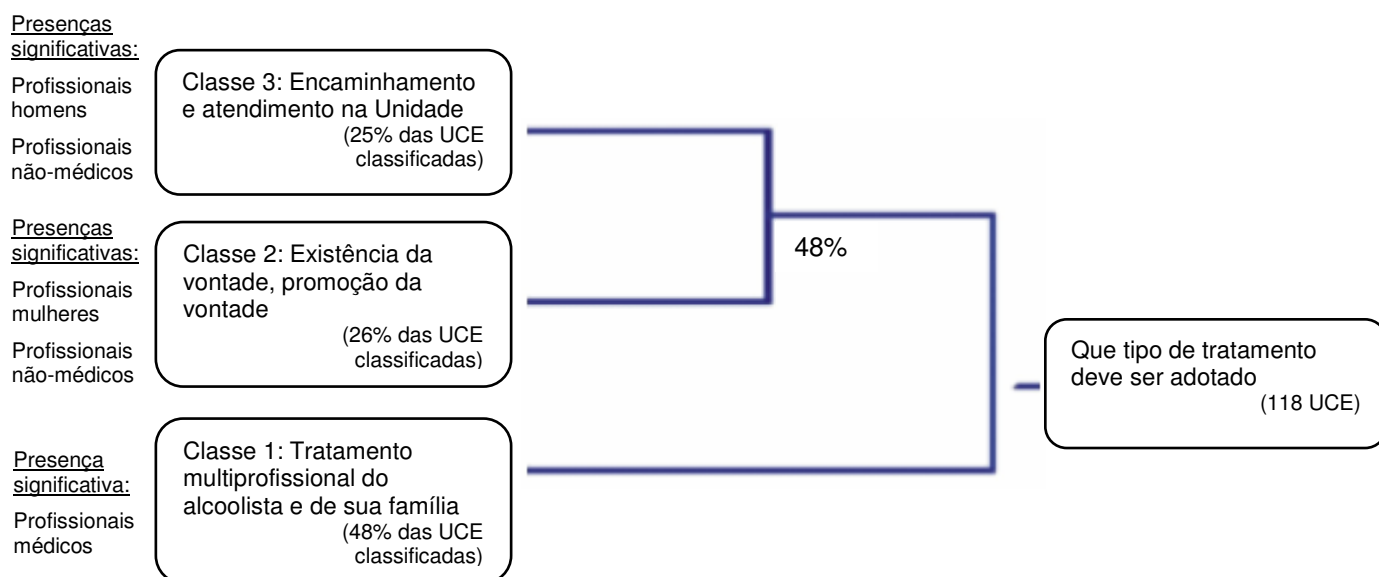 Presenças
significativas:
Profissionais
homens
Profissionais
não-médicos
Classe 3: Encaminhamento
e atendimento na Unidade
(25% das UCE
classificadas)
Presenças
significativas:
Profissionais
mulheres
Profissionais
não-médicos
Classe 2: Existência da
vontade, promoção da
vontade
(26% das UCE
classificadas)
48%
Que tipo de tratamento
deve ser adotado
(118 UCE)
Presença
significativa:
Profissionais
médicos
Classe 1: Tratamento
multiprofissional do
alcoolista e de sua família
(48% das UCE
classificadas)